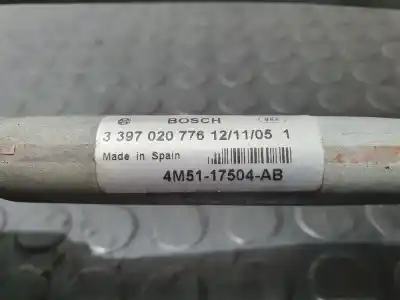 BOSCH
3 397 020 776 12/11/05 1
Made in Spain
4M51-17504-AB